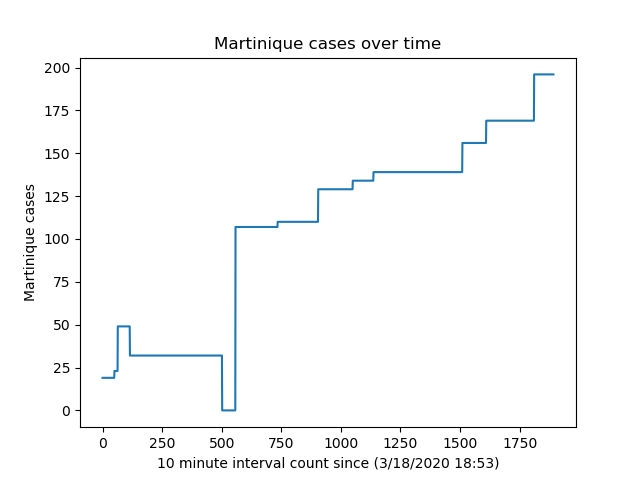 Martinique cases over time
200
175
150
125
100
75
50
25
0
Martinique cases
0 250 500 750 1000 1250 1500 1750
10 minute interval count since (3/18/2020 18:53)